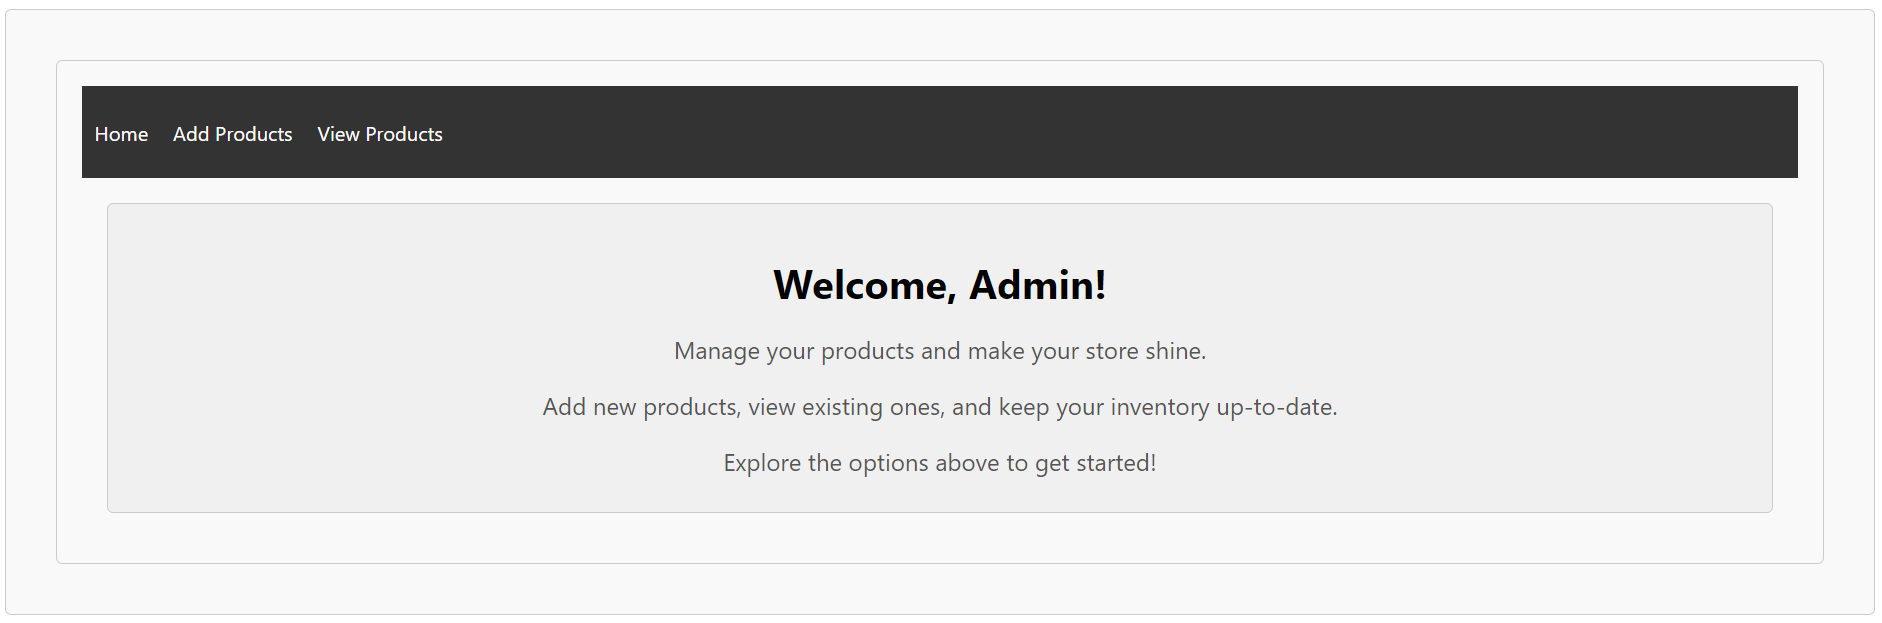 Home Add Products View Products
Welcome, Admin!
Manage your products and make your store shine.
Add new products, view existing ones, and keep your inventory up-to-date.
Explore the options above to get started!